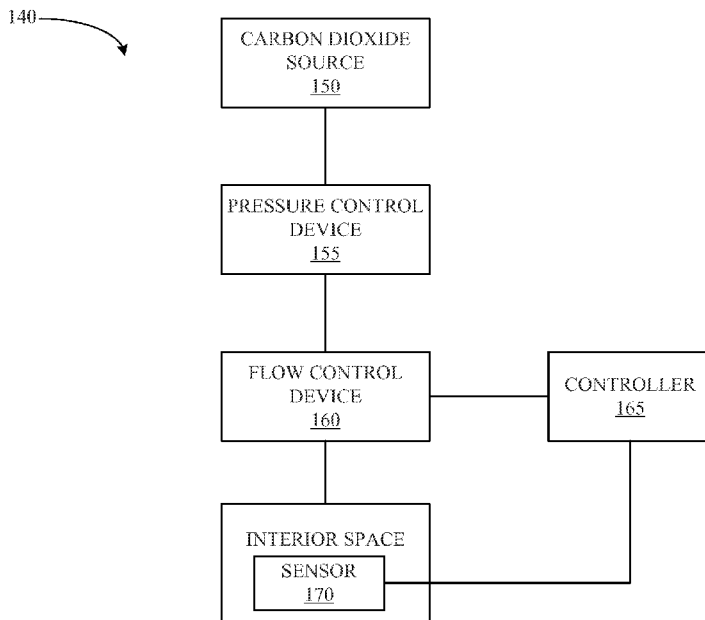 140
CARBON DIOXIDE
SOURCE
150
PRESSURE CONTROL
DEVICE
155
FLOW CONTROL
DEVICE
160
CONTROLLER
165
INTERIOR SPACE
SENSOR
170